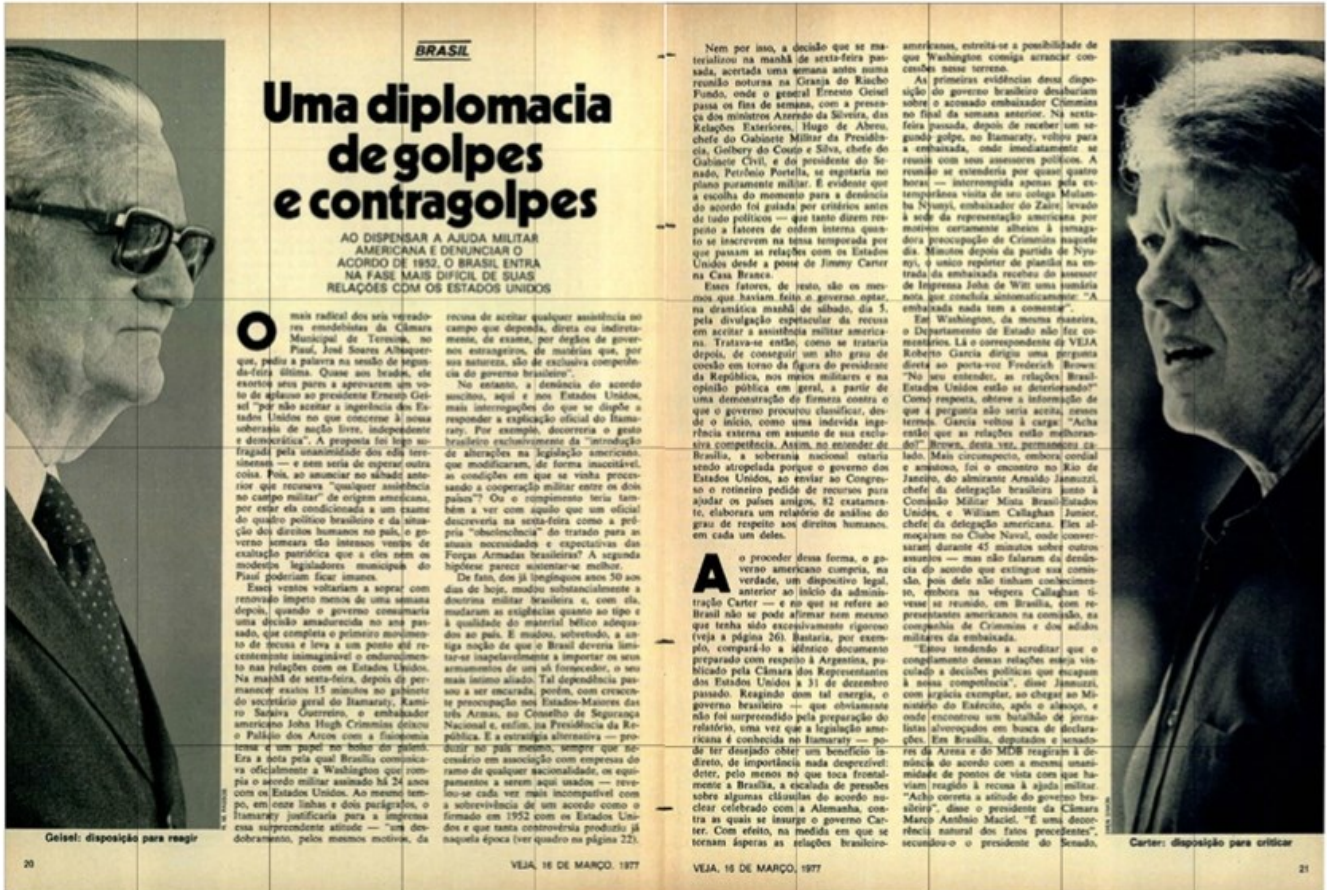 BRASIL
Uma diplomacia
de golpes
e contragolpes
AO DISPENSAR A AJUDA MILITAR
AMERICANA E DENUNCIAR O
ACORDO DE 1952, O BRASIL ENTRA
NA FASE MAIS DIFÍCIL DE SUAS
RELAÇÕES COM OS ESTADOS UNIDOS
O mais radical dos seis vereado-
res emedebistas da Câmara
Municipal de Teresina, no
Piauí, José Soares Albuquer-
que, pediu a palavra na sessão de segun-
da-feira última. Quase aos brados, ele
exortou seus pares a aprovarem um vo-
to de aplauso ao presidente Ernesto Gei-
sel "por não aceitar a ingerência dos Es-
tados Unidos no que concerne à nossa
soberania de nação livre, independente
e democrática". A proposta foi logo su-
fragada pela unanimidade dos edis tere-
sinenses — e nem seria de esperar outra
coisa. Pois, ao anunciar no sábado ante-
rior que recusava "qualquer assistência
no campo militar" de origem americana,
por estar ela condicionada a um exame
do quadro político brasileiro e da situa-
ção dos direitos humanos no país, o go-
verno semeara tão intensos ventos de
exaltação patriótica que a eles nem os
modestos legisladores municipais do
Piauí poderiam ficar imunes.
Esses ventos voltariam a soprar com
renovado ímpeto menos de uma semana
depois, quando o governo consumaria
uma decisão amadurecida no ano pas-
sado, que completa o primeiro movimen-
to de recusa e leva a um ponto até re-
centemente inimaginável o endurecimen-
to nas relações com os Estados Unidos.
Na manhã de sexta-feira, depois de per-
manecer exatos 15 minutos no gabinete
do secretário geral do Itamaraty, Rami-
ro Saraiva Guerreiro, o embaixador
americano John Hugh Crimmins deixou
o Palácio dos Arcos com a fisionomia
tensa e um papel no bolso do paletó.
Era a nota pela qual Brasília comunica-
va oficialmente a Washington que rom-
pia o acordo militar assinado há 24 anos
com os Estados Unidos. Ao mesmo tem-
po, em onze linhas e dois parágrafos, o
Itamaraty justificaria para a imprensa
essa surpreendente atitude — "um des-
dobramento, pelos mesmos motivos, da
recusa de aceitar qualquer assistência no
campo que dependa, direta ou indireta-
mente, de exame, por órgãos de gover-
nos estrangeiros, de matérias que, por
sua natureza, são de exclusiva competên-
cia do governo brasileiro".
No entanto, a denúncia do acordo
suscitou, aqui e nos Estados Unidos,
mais interrogações do que se dispõe a
responder a explicação oficial do Itama-
raty. Por exemplo, decorreria o gesto
brasileiro exclusivamente da "introdução
de alterações na legislação americana,
que modificaram, de forma inaceitável,
as condições em que se vinha proces-
sando a cooperação militar entre os dois
países"? Ou o rompimento teria tam-
bém a ver com aquilo que um oficial
descreveria na sexta-feira como a pró-
pria "obsolescência" do tratado para as
atuais necessidades e expectativas das
Forças Armadas brasileiras? A segunda
hipótese parece sustentar-se melhor.
De fato, dos já longínquos anos 50 aos
dias de hoje, mudou substancialmente a
doutrina militar brasileira e, com ela,
mudaram as exigências quanto ao tipo e
à qualidade do material bélico adequa-
dos ao país. E mudou, sobretudo, a an-
tiga noção de que o Brasil deveria limi-
tar-se inapelavelmente a importar os seus
armamentos de um só fornecedor, o seu
mais íntimo aliado. Tal dependência pas-
sou a ser encarada, porém, com crescen-
te preocupação nos Estados-Maiores das
três Armas, no Conselho de Segurança
Nacional e, enfim, na Presidência da Re-
pública. E a estratégia alternativa — pro-
duzir no país mesmo, sempre que ne-
cessário em associação com empresas do
ramo de qualquer nacionalidade, os equi-
pamentos a serem aqui usados — reve-
lou-se cada vez mais incompatível com
a sobrevivência de um acordo como o
firmado em 1952 com os Estados Uni-
dos e que tanta controvérsia produziu já
naquela época (ver quadro na página 22).
Geisel: disposição para reagir
20
VEJA, 16 DE MARÇO, 1977
Nem por isso, a decisão que se ma-
terializou na manhã de sexta-feira pas-
sada, acertada uma semana antes numa
reunião noturna na Granja do Riacho
Fundo, onde o general Ernesto Geisel
passa os fins de semana, com a presen-
ça dos ministros Azeredo da Silveira, das
Relações Exteriores, Hugo de Abreu,
chefe do Gabinete Militar da Presidên-
cia, Golbery do Couto e Silva, chefe do
Gabinete Civil, e do presidente do Se-
nado, Petrônio Portella, se esgotaria no
plano puramente militar. É evidente que
a escolha do momento para a denúncia
do acordo foi guiada por critérios antes
de tudo políticos — que tanto dizem res-
peito a fatores de ordem interna quan-
to se inscrevem na tensa temporada por
que passam as relações com os Estados
Unidos desde a posse de Jimmy Carter
na Casa Branca.
Esses fatores, de resto, são os mes-
mos que haviam feito o governo optar,
na dramática manhã de sábado, dia 5,
pela divulgação espetacular da recusa
em aceitar a assistência militar america-
na. Tratava-se então, como se trataria
depois, de conseguir um alto grau de
coesão em torno da figura do presidente
da República, nos meios militares e na
opinião pública em geral, a partir de
uma demonstração de firmeza contra o
que o governo procurou classificar, des-
de o início, como uma indevida inge-
rência externa em assunto de sua exclu-
siva competência. Assim, no entender de
Brasília, a soberania nacional estaria
sendo atropelada porque o governo dos
Estados Unidos, ao enviar ao Congres-
so o rotineiro pedido de recursos para
ajudar os países amigos, 82 exatamen-
te, elaborara um relatório de análise do
grau de respeito aos direitos humanos,
em cada um deles.
Ao proceder dessa forma, o go-
verno americano cumpria, na
verdade, um dispositivo legal,
anterior ao início da adminis-
tração Carter — e no que se refere ao
Brasil não se pode afirmar nem mesmo
que tenha sido excessivamente rigoroso
(veja a página 26). Bastaria, por exem-
plo, compará-lo a idêntico documento
preparado com respeito à Argentina, pu-
blicado pela Câmara dos Representantes
dos Estados Unidos a 31 de dezembro
passado. Reagindo com tal energia, o
governo brasileiro — que obviamente
não foi surpreendido pela preparação do
relatório, uma vez que a legislação ame-
ricana é conhecida no Itamaraty — po-
de ter desejado obter um benefício in-
direto, de importância nada desprezível:
deter, pelo menos no que toca frontal-
mente a Brasília, a escalada de pressões
sobre algumas cláusulas do acordo nu-
clear celebrado com a Alemanha, con-
tra as quais se insurge o governo Car-
ter. Com efeito, na medida em que se
tornam ásperas as relações brasileiro-
americanas, estreita-se a possibilidade de
que Washington consiga arrancar con-
cessões nesse terreno.
As primeiras evidências dessa dispo-
sição do governo brasileiro desabariam
sobre o acossado embaixador Crimmins
no final da semana anterior. Na sexta-
feira passada, depois de receber um se-
gundo golpe, no Itamaraty, voltou para
a embaixada, onde imediatamente se
reuniu com seus assessores políticos. A
reunião se estenderia por quase quatro
horas — interrompida apenas pela ex-
temporânea visita de seu colega Mulum-
ba Nyunyi, embaixador do Zaire, levado
à sede da representação americana por
motivos certamente alheios à esmaga-
dora preocupação de Crimmins naquele
dia. Minutos depois da partida de Nyu-
nyi, o único repórter de plantão na en-
trada da embaixada recebeu do assessor
de Imprensa John de Witt uma sumária
nota que concluía sintomaticamente: "A
embaixada nada tem a comentar".
Em Washington, da mesma maneira,
o Departamento de Estado não fez co-
mentários. Lá o correspondente de VEJA
Roberto Garcia dirigiu uma pergunta
direta ao porta-voz Frederich Brown:
"No seu entender, as relações Brasil-
Estados Unidos estão se deteriorando?"
Como resposta, obteve a informação de
que a pergunta não seria aceita, nesses
termos. Garcia voltou à carga: "Acha
então que as relações estão melhoran-
do?" Brown, desta vez, permaneceu ca-
lado. Mais circunspecto, embora cordial
e amistoso, foi o encontro no Rio de
Janeiro, do almirante Arnaldo Jannuzzi,
chefe da delegação brasileira junto à
Comissão Militar Mista Brasil-Estados
Unidos, e William Callaghan Junior,
chefe da delegação americana. Eles al-
moçaram no Clube Naval, onde conver-
saram durante 45 minutos sobre outros
assuntos — mas não falaram da denún-
cia do acordo que extingue sua comis-
são, pois dele não tinham conhecimen-
to, embora na véspera Callaghan ti-
vesse se reunido, em Brasília, com re-
presentantes americanos na comissão, na
companhia de Crimmins e dos adidos
militares da embaixada.
"Estou tendendo a acreditar que o
congelamento dessas relações esteja vin-
culado a decisões políticas que escapam
à nossa competência", disse Jannuzzi,
com argúcia exemplar, ao chegar ao Mi-
nistério do Exército, após o almoço, e
onde encontrou um batalhão de jorna-
listas alvoroçados em busca de declara-
ções. Em Brasília, deputados e senado-
res da Arena e do MDB reagiram à de-
núncia do acordo com a mesma unani-
midade de pontos de vista com que ha-
viam reagido à recusa à ajuda militar.
"Acho correta a atitude do governo bra-
sileiro", disse o presidente da Câmara
Marco Antônio Maciel. "É uma decor-
rência natural dos fatos precedentes",
secundou-o o presidente do Senado,
Carter: disposição para criticar
VEJA, 16 DE MARÇO, 1977
21